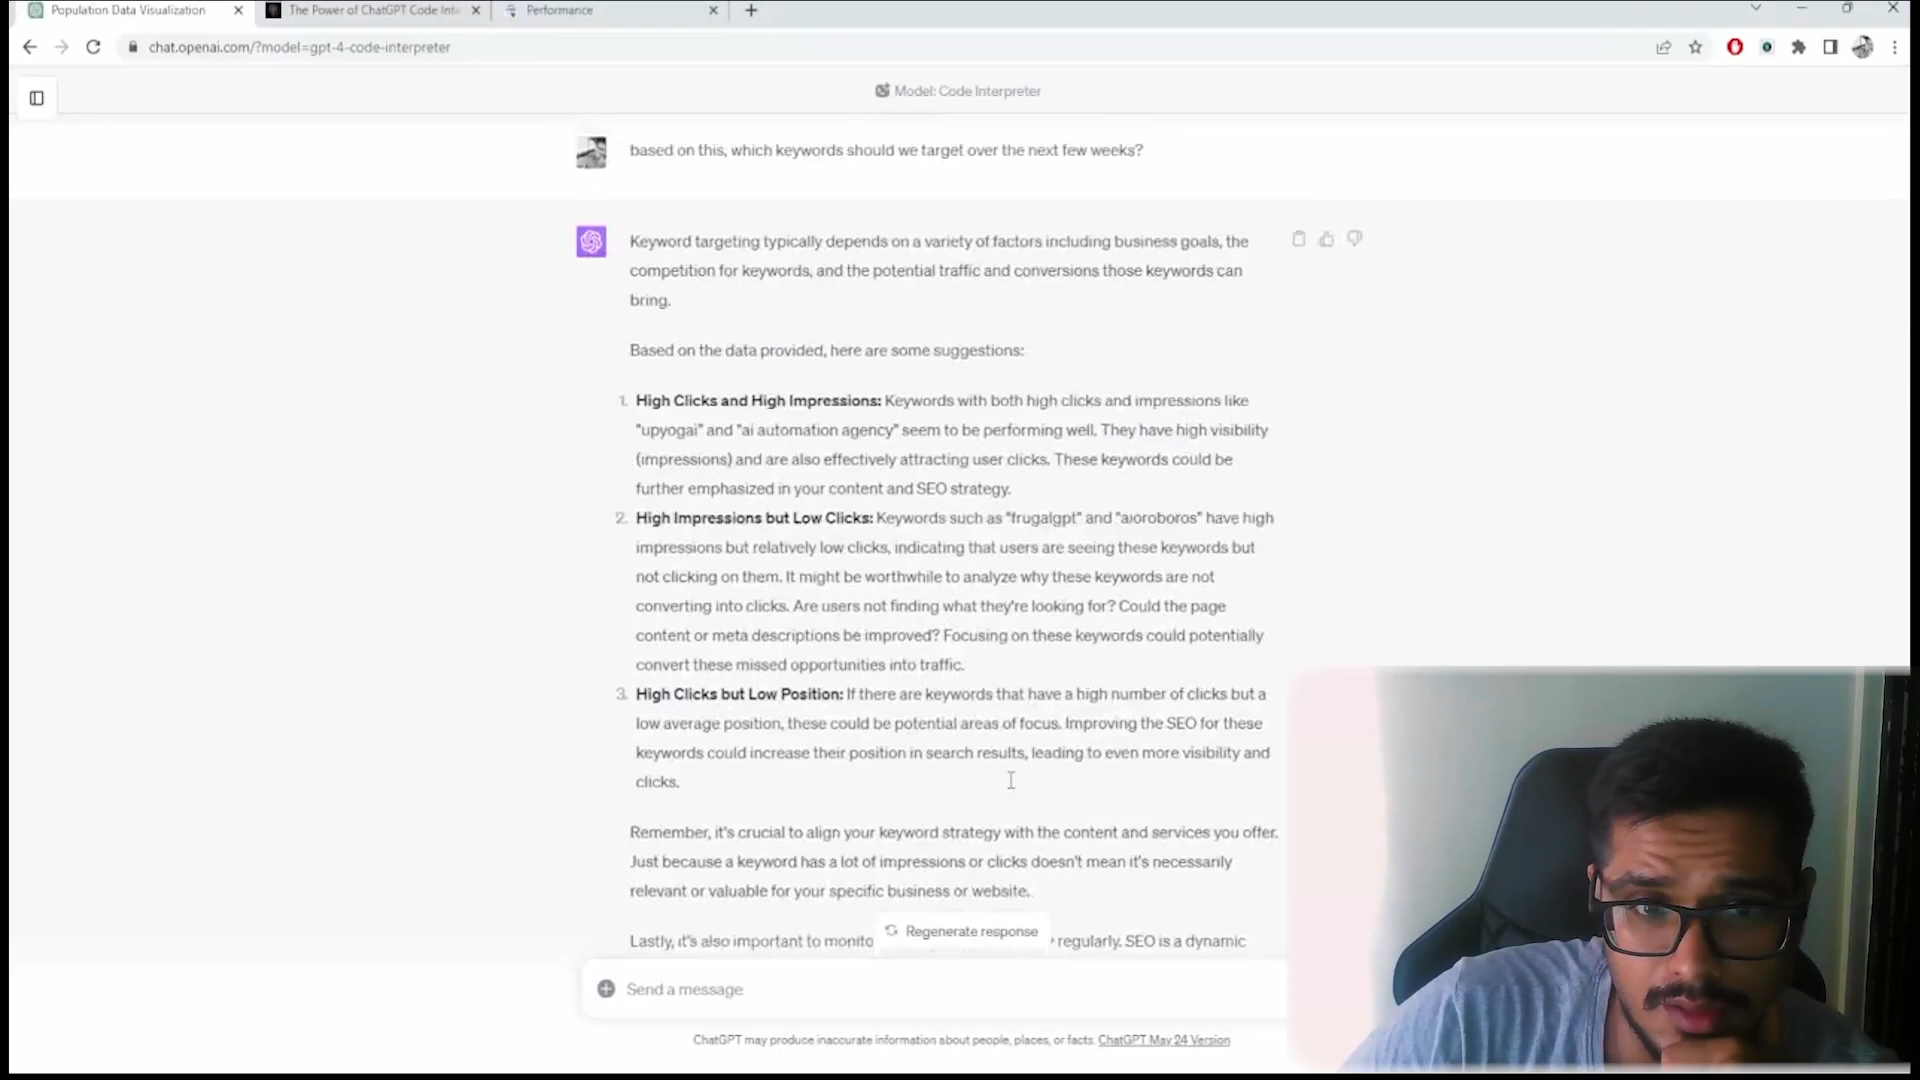 Population Data Visualization
The Power of ChatGPT Code Int
Performance
chat.openai.com/?model=gpt-4-code-interpreter
Model: Code Interpreter
based on this, which keywords should we target over the next few weeks?
Keyword targeting typically depends on a variety of factors including business goals, the
competition for keywords, and the potential traffic and conversions those keywords can
bring.
Based on the data provided, here are some suggestions:
1. High Clicks and High Impressions: Keywords with both high clicks and impressions like
"upyogai" and "ai automation agency" seem to be performing well. They have high visibility
(impressions) and are also effectively attracting user clicks. These keywords could be
further emphasized in your content and SEO strategy.
2. High Impressions but Low Clicks: Keywords such as "frugalgpt" and "aioroboros" have high
impressions but relatively low clicks, indicating that users are seeing these keywords but
not clicking on them. It might be worthwhile to analyze why these keywords are not
converting into clicks. Are users not finding what they're looking for? Could the page
content or meta descriptions be improved? Focusing on these keywords could potentially
convert these missed opportunities into traffic.
3. High Clicks but Low Position: If there are keywords that have a high number of clicks but a
low average position, these could be potential areas of focus. Improving the SEO for these
keywords could increase their position in search results, leading to even more visibility and
clicks.
Remember, it's crucial to align your keyword strategy with the content and services you offer.
Just because a keyword has a lot of impressions or clicks doesn't mean it's necessarily
relevant or valuable for your specific business or website.
Regenerate response
Lastly, it's also important to monito regularly. SEO is a dynamic
Send a message
ChatGPT may produce inaccurate information about people, places, or facts. ChatGPT May 24 Version